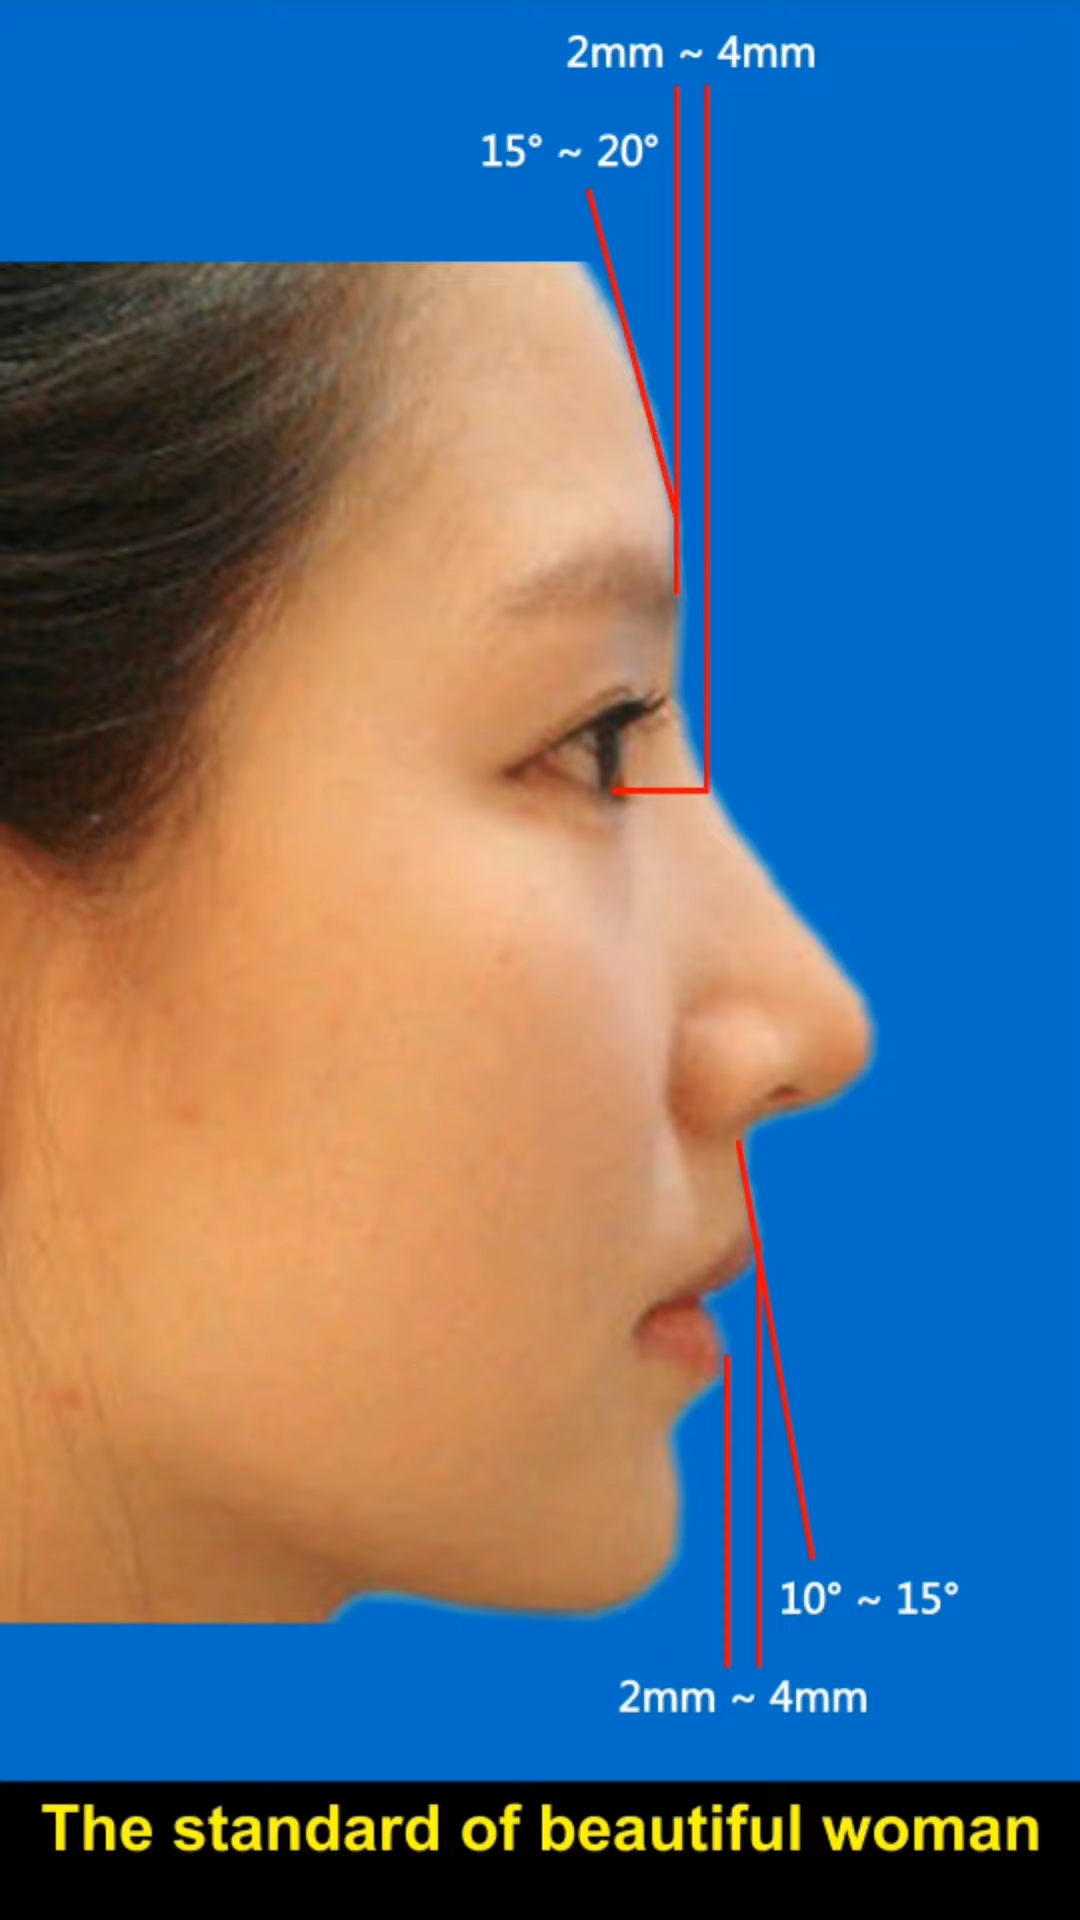 2mm ~ 4mm
15° ~ 20°
10° ~ 15°
2mm ~ 4mm
The standard of beautiful woman